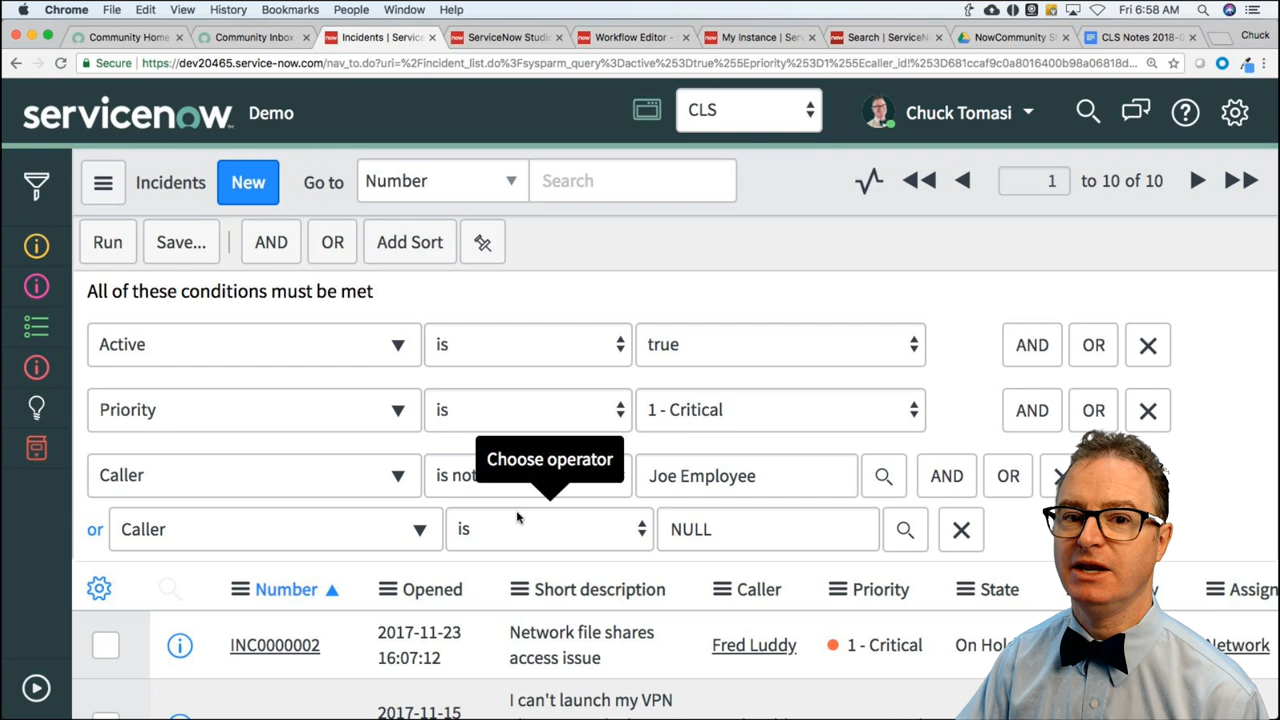 Chrome File Edit View History Bookmarks People Window Help Fri 6:58 AM
Community Home Community Inbox Incidents | Servic ServiceNow Studi Workflow Editor - My Instance | Serv Search | ServiceN NowCommunity S CLS Notes 2018- Chuck
Secure https://dev20465.service-now.com/nav_to.do?uri=%2Fincident_list.do%3Fsysparm_query%3Dactive%253Dtrue%255Epriority%253D1%255Ecaller_id!%253D681ccaf9c0a8016400b98a06818d...
servicenow Demo CLS Chuck Tomasi
Incidents New Go to Number Search 1 to 10 of 10
Run Save... AND OR Add Sort
All of these conditions must be met
Active is true AND OR
Priority is 1 - Critical AND OR
Choose operator
Caller is not Joe Employee AND OR
or Caller is NULL
Number Opened Short description Caller Priority State Assign
INC0000002 2017-11-23 16:07:12 Network file shares access issue Fred Luddy 1 - Critical On Hol Network
2017-11-15 I can't launch my VPN